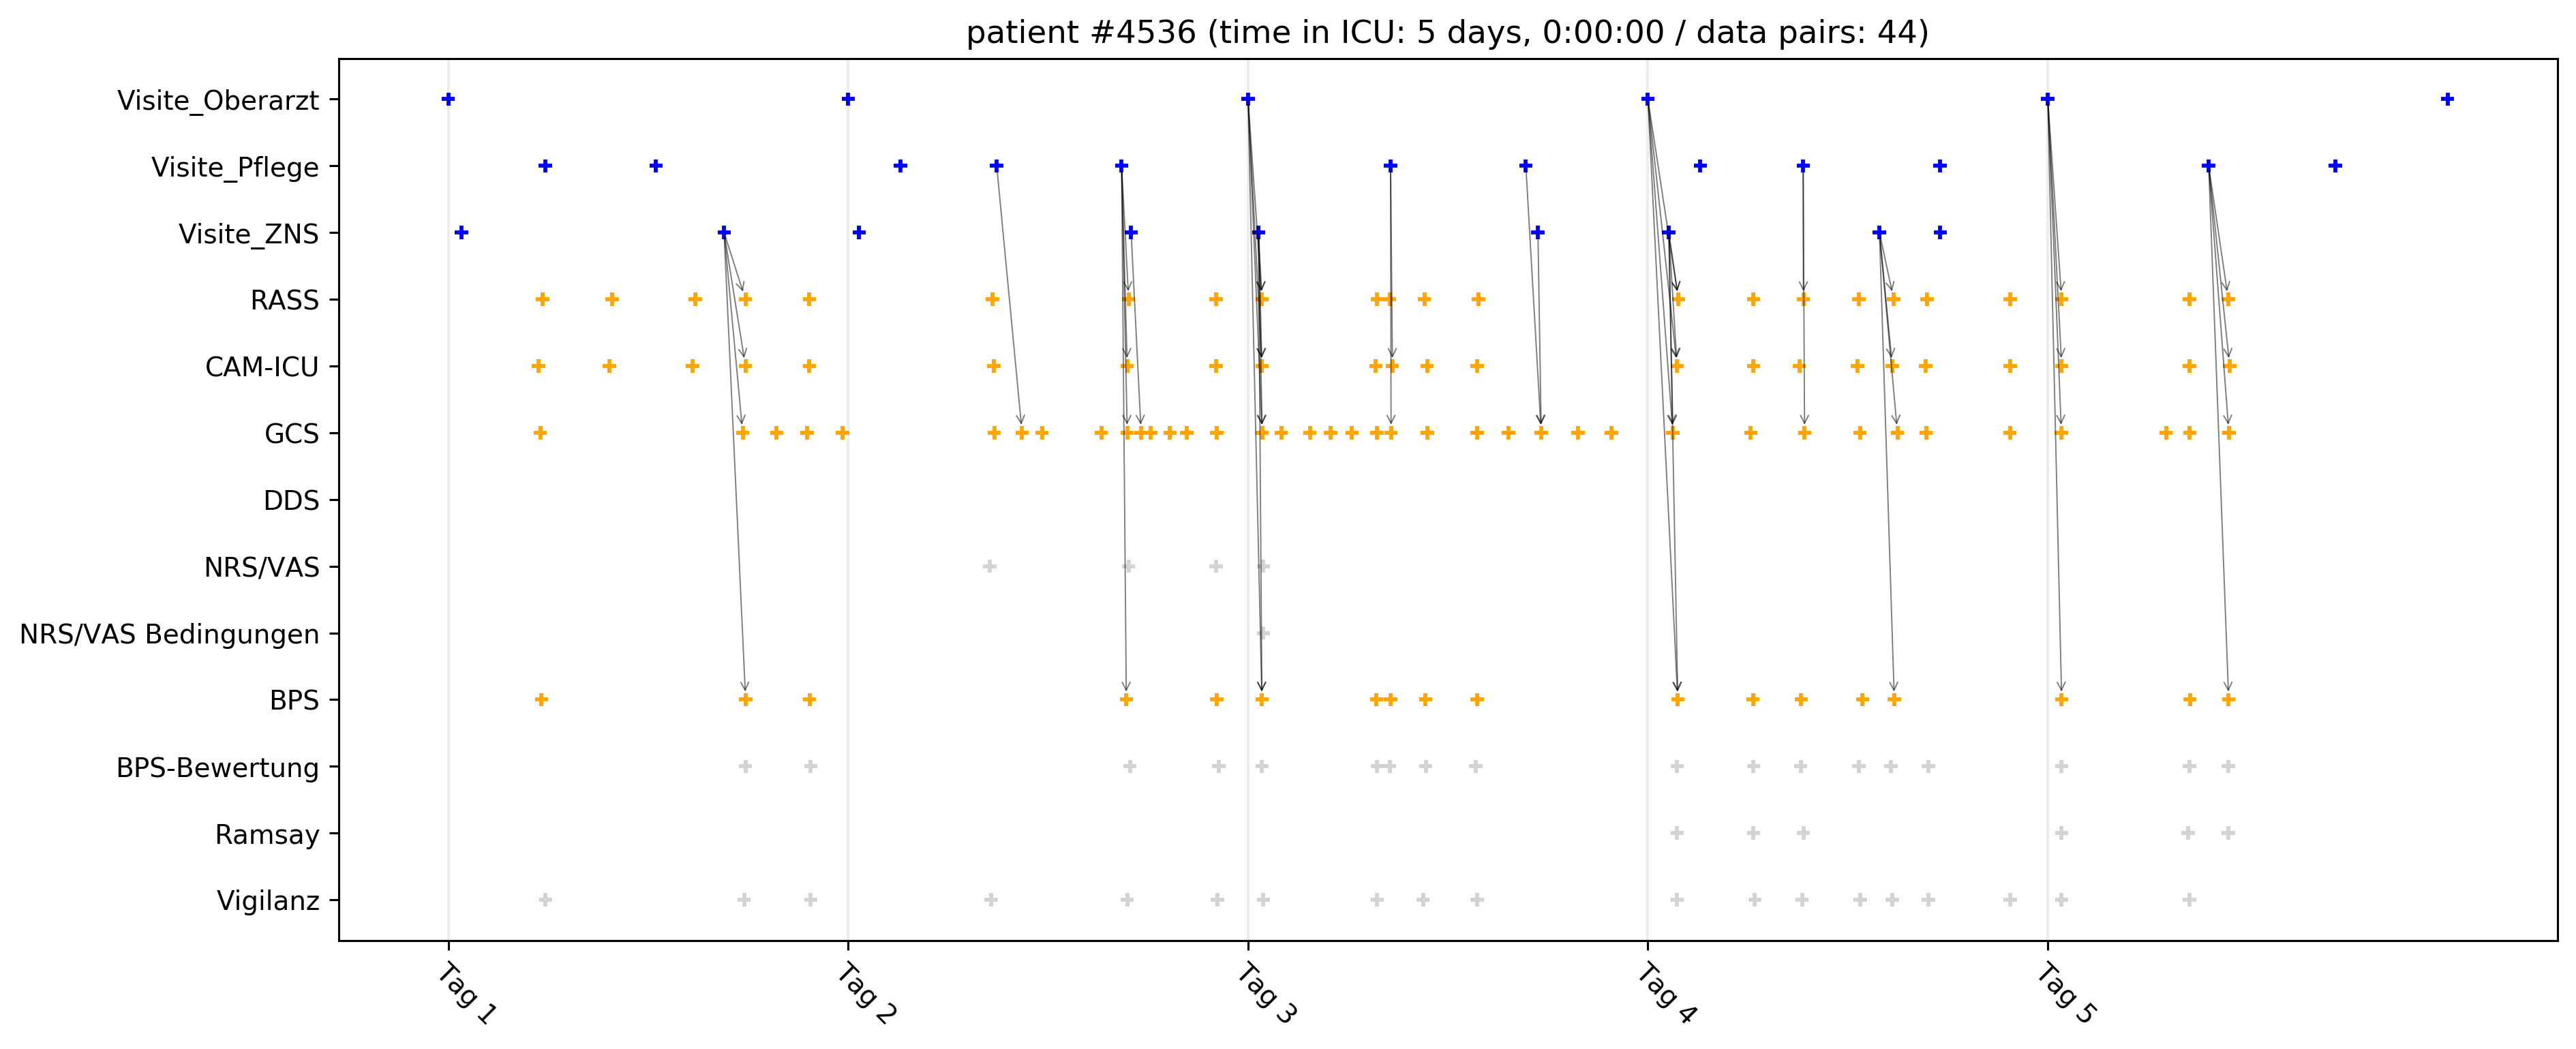 patient #4536 (time in ICU: 5 days, 0:00:00 / data pairs: 44)
Visite_Oberarzt
Visite_Pflege
Visite_ZNS
RASS
CAM-ICU
GCS
DDS
NRS/VAS
NRS/VAS Bedingungen
BPS
BPS-Bewertung
Ramsay
Vigilanz
Tag 1
Tag 2
Tag 3
Tag 4
Tag 5